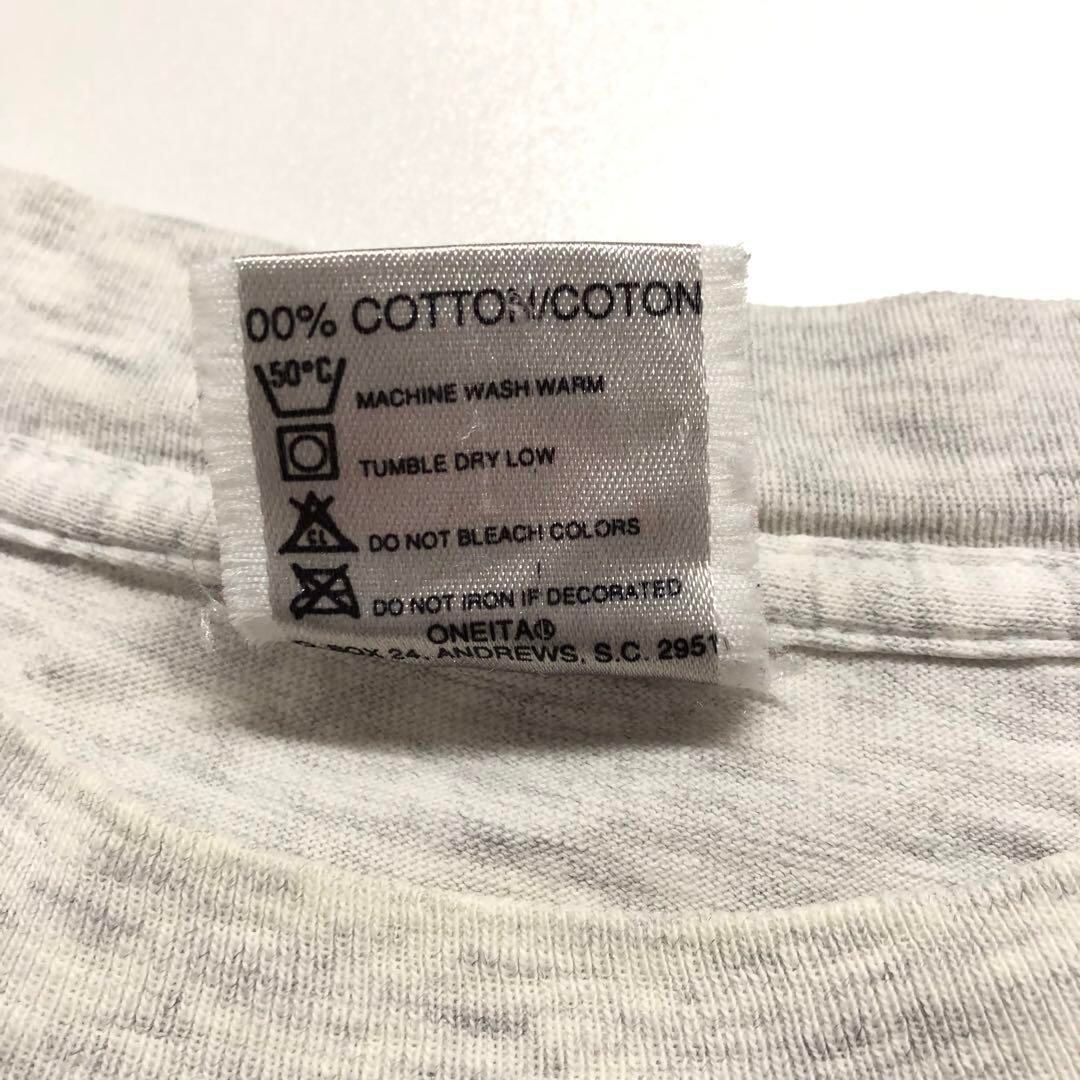 00% COTTON/COTON
50°C MACHINE WASH WARM
TUMBLE DRY LOW
CL DO NOT BLEACH COLORS
DO NOT IRON IF DECORATED
ONEITA®
BOX 24, ANDREWS, S.C. 2951